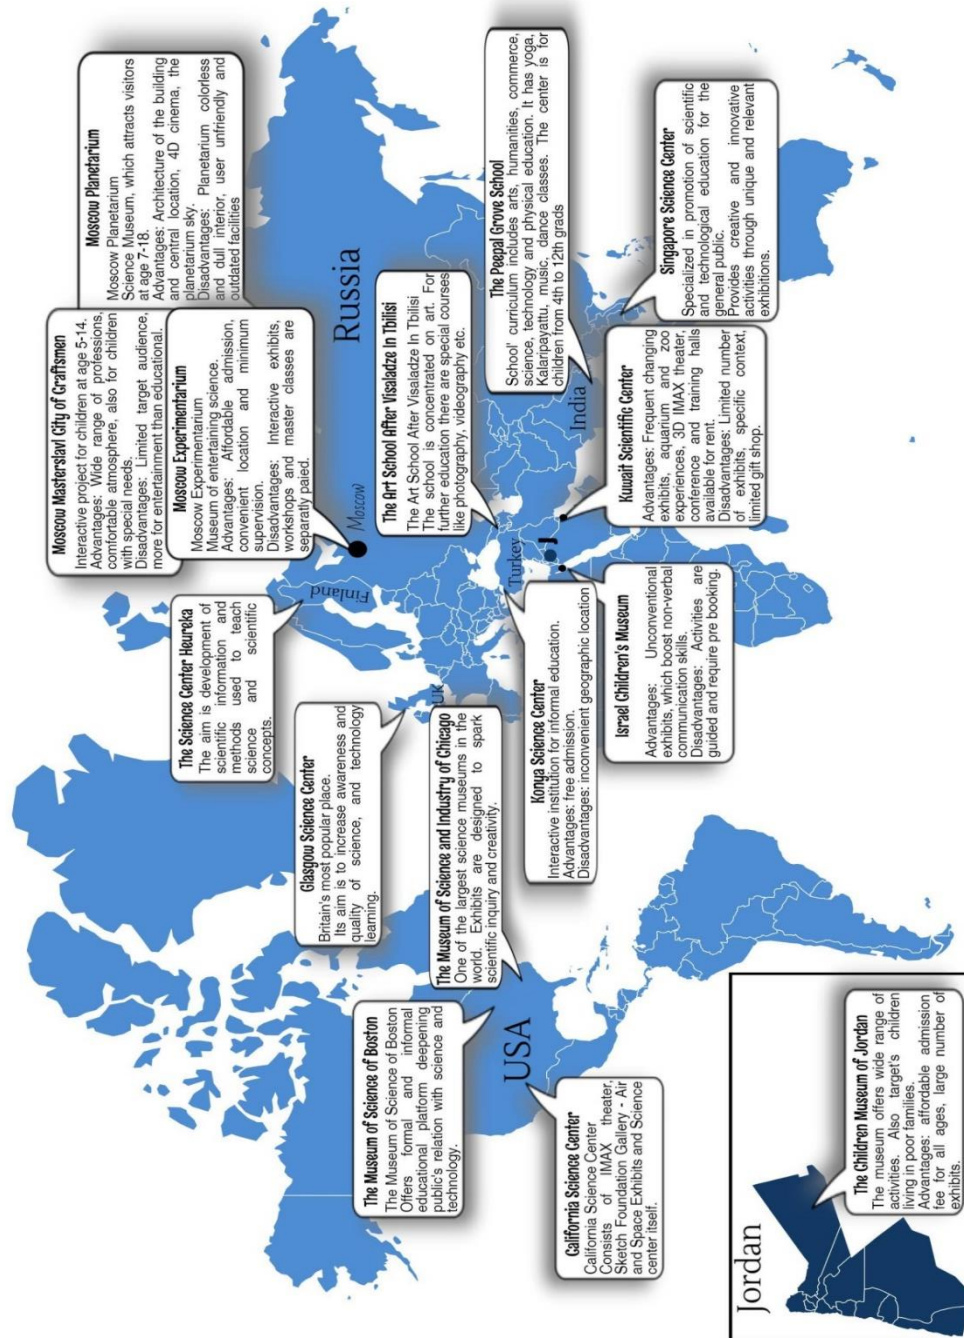 Moscow Planetarium
Moscow Planetarium
Science Museum, which attracts visitors
at age 7-18.
Advantages: Architecture of the building
and central location, 4D cinema, the
planetarium sky.
Disadvantages: Planetarium colorless
and dull interior, user unfriendly and
outdated facilities
Moscow Masterslavl City of Craftsmen
Interactive project for children at age 5-14.
Advantages: Wide range of professions,
comfortable atmosphere, also for children
with special needs.
Disadvantages: Limited target audience,
more for entertainment than educational.
Moscow Experimentarium
Moscow Experimentarium
Museum of entertaining science.
Advantages: Affordable admission,
convenient location and minimum
supervision.
Disadvantages: Interactive exhibits,
workshops and master classes are
separatly paired.
The Science Center Heureka
The aim is development of
scientific information and
methods used to teach
science and scientific
concepts.
Finland
Moscow
Russia
Glasgow Science Center
Britain's most popular place.
Its aim is to increase awareness and
quality of science, and technology
learning.
UK
The Art School After Visaladze In Tbilisi
The Art School After Visaladze In Tbilisi
The school is concentrated on art. For
further education there are special courses
like photography, videography etc.
The Museum of Science of Boston
The Museum of Science of Boston
Offers formal and informal
educational platform deepening
public's relation with science and
technology.
The Museum of Science and Industry of Chicago
One of the largest science museums in the
world. Exhibits are designed to spark
scientific inquiry and creativity.
USA
The Peepal Grove School
School' curriculum includes arts, humanities, commerce,
science, technology and physical education. It has yoga,
Kalaripayattu, music, dance classes. The center is for
children from 4th to 12th grads
Turkey
J
India
Konya Science Center
Interactive institution for informal education.
Advantages: free admission.
Disadvantages: inconvenient geographic location
California Science Center
California Science Center
Consists of IMAX theater,
Sketch Foundation Gallery - Air
and Space Exhibits and Science
center itself.
Israel Children's Museum
Advantages: Unconventional
exhibits, which boost non-verbal
communication skills.
Disadvantages: Activities are
guided and require pre booking.
Kuwait Scientific Center
Advantages: Frequent changing
exhibits, aquarium and zoo
experiences, 3D IMAX theater,
conference and training halls
available for rent.
Disadvantages: Limited number
of exhibits, specific context,
limited gift shop.
Singapore Science Center
Specialized in promotion of scientific
and technological education for the
general public.
Provides creative and innovative
activities through unique and relevant
exhibitions.
Jordan
The Children Museum of Jordan
The museum offers wide range of
activities. Also target's children
living in poor families.
Advantages: affordable admission
fee for all ages, large number of
exhibits.